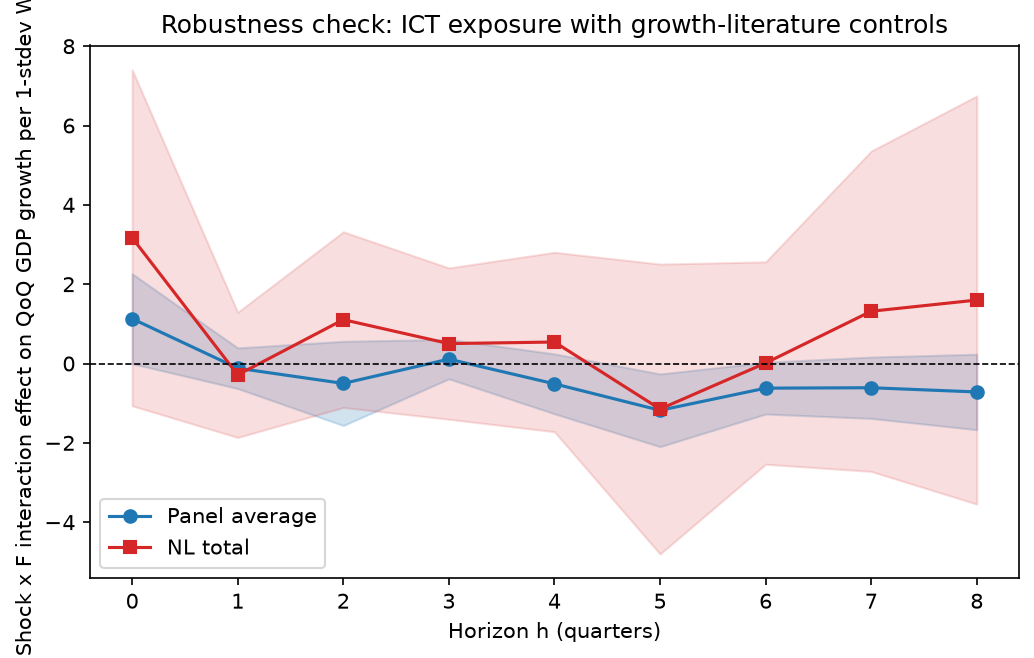 Robustness check: ICT exposure with growth-literature controls
Shock x F interaction effect on QoQ GDP growth per 1-stdev
8
6
4
2
0
−2
−4
Panel average
NL total
0 1 2 3 4 5 6 7 8
Horizon h (quarters)